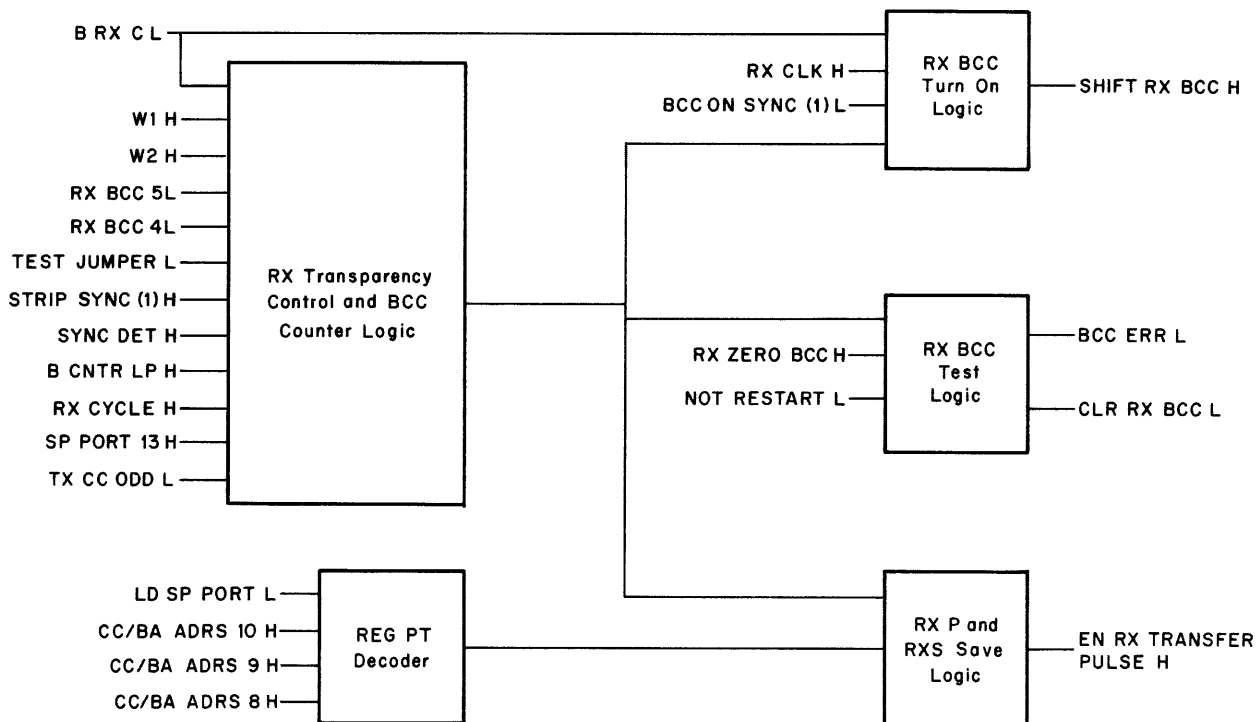 B RX C L
W1 H
W2 H
RX BCC 5L
RX BCC 4L
TEST JUMPER L
STRIP SYNC (1) H
SYNC DET H
B CNTR LP H
RX CYCLE H
SP PORT 13 H
TX CC ODD L
RX Transparency
Control and BCC
Counter Logic
RX CLK H
BCC ON SYNC (1) L
RX BCC
Turn On
Logic
SHIFT RX BCC H
RX ZERO BCC H
NOT RESTART L
RX BCC
Test
Logic
BCC ERR L
CLR RX BCC L
LD SP PORT L
CC/BA ADRS 10 H
CC/BA ADRS 9 H
CC/BA ADRS 8 H
REG PT
Decoder
RX P and
RXS Save
Logic
EN RX TRANSFER
PULSE H